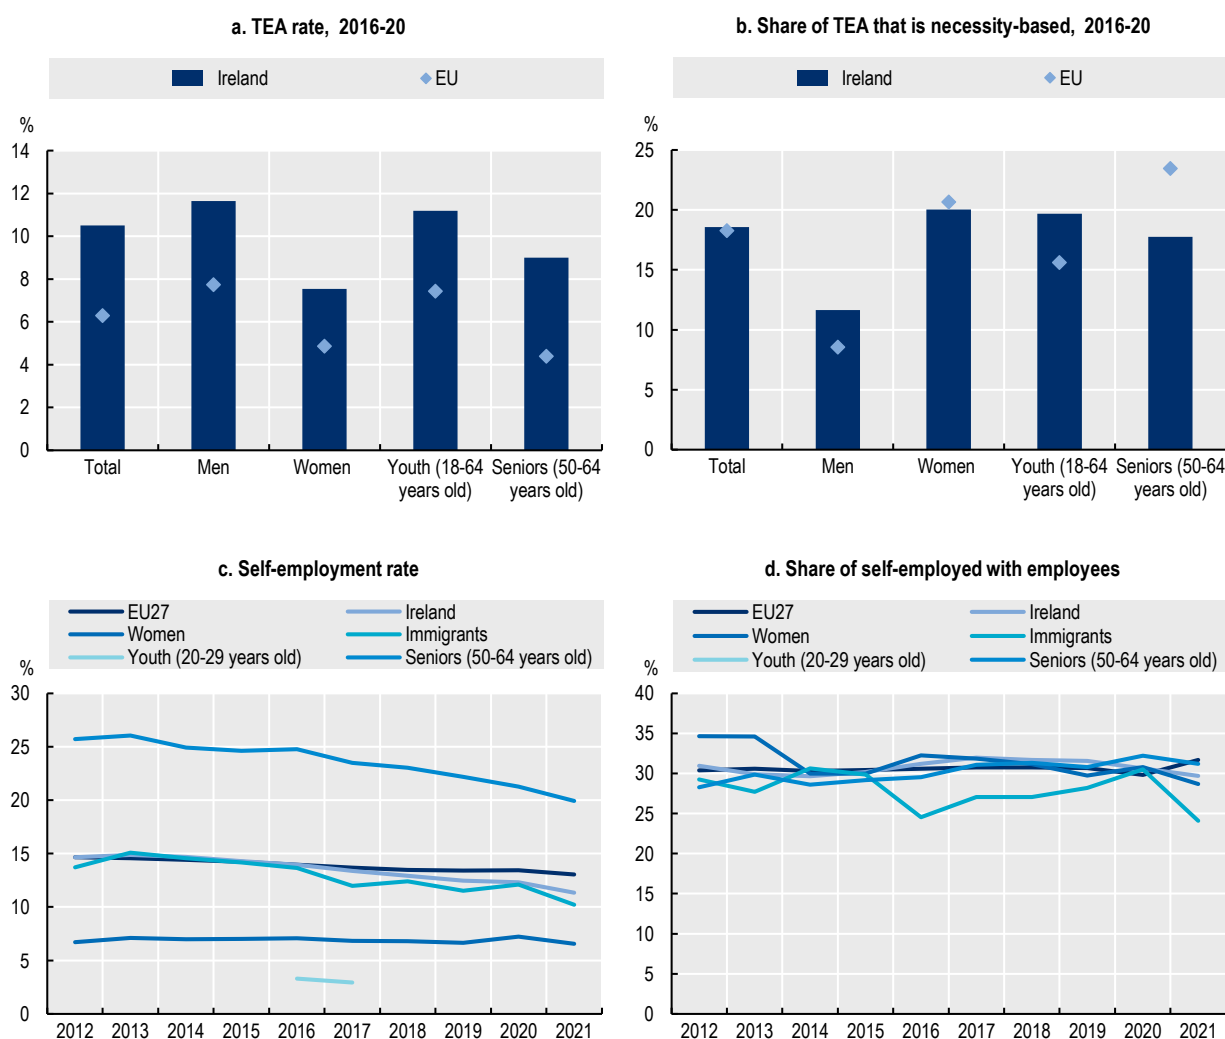 a. TEA rate, 2016-20
Ireland
EU
%
14
12
10
8
6
4
2
0
Total
Men
Women
Youth (18-64
years old)
Seniors (50-64
years old)
b. Share of TEA that is necessity-based, 2016-20
Ireland
EU
%
25
20
15
10
5
0
Total
Men
Women
Youth (18-64
years old)
Seniors (50-64
years old)
c. Self-employment rate
EU27
Ireland
Women
Immigrants
Youth (20-29 years old)
Seniors (50-64 years old)
%
30
25
20
15
10
5
0
2012 2013 2014 2015 2016 2017 2018 2019 2020 2021
d. Share of self-employed with employees
EU27
Ireland
Women
Immigrants
Youth (20-29 years old)
Seniors (50-64 years old)
%
40
35
30
25
20
15
10
5
0
2012 2013 2014 2015 2016 2017 2018 2019 2020 2021